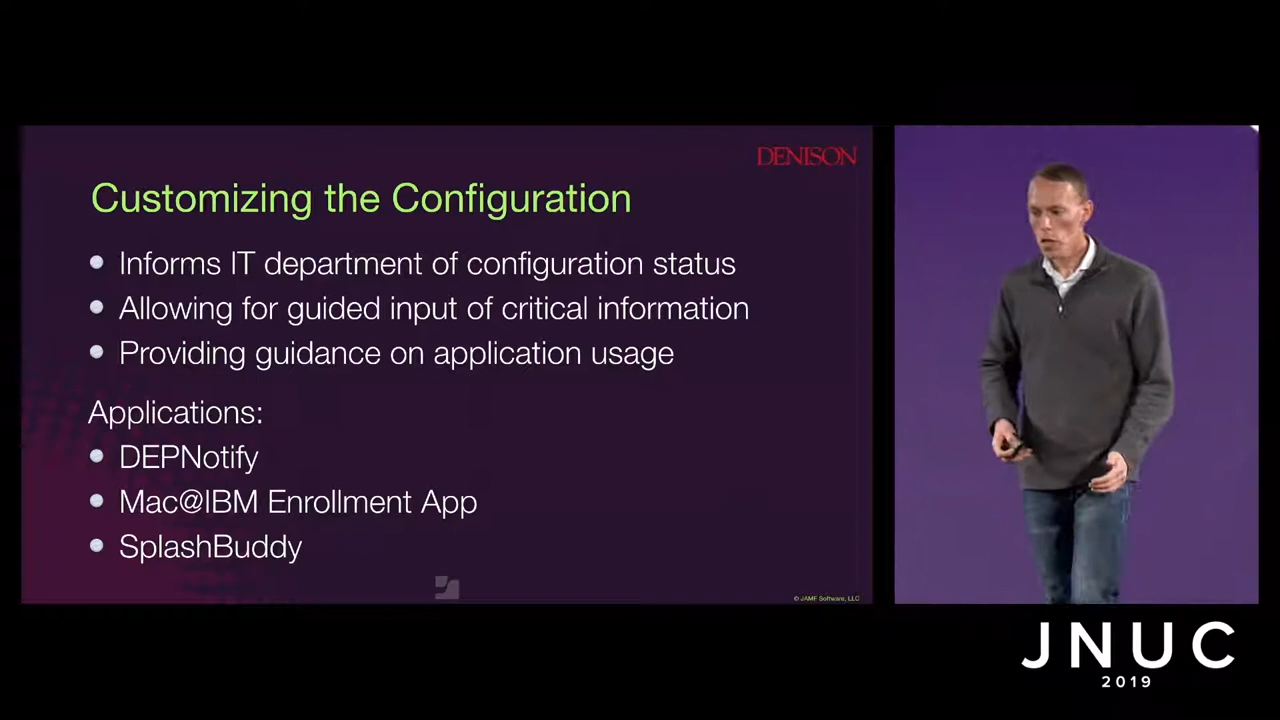 DENISON
Customizing the Configuration
Informs IT department of configuration status
Allowing for guided input of critical information
Providing guidance on application usage
Applications:
DEPNotify
Mac@IBM Enrollment App
SplashBuddy
© JAMF Software, LLC
JNUC
2019